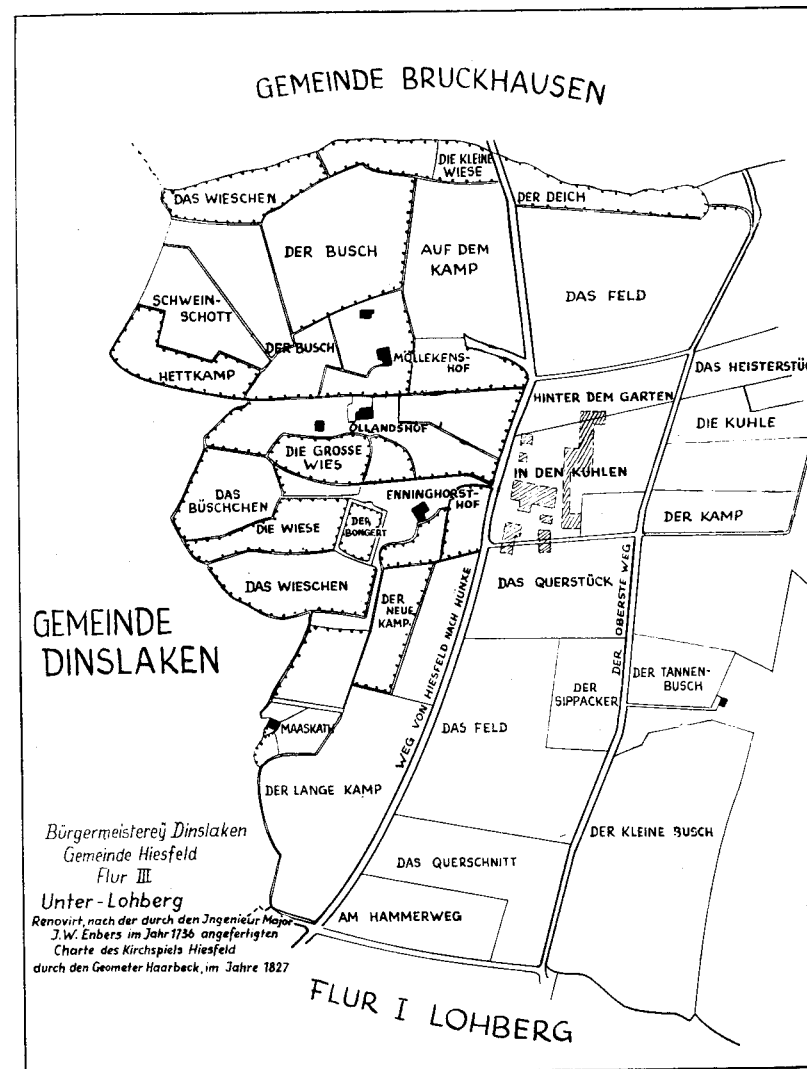 GEMEINDE BRUCKHAUSEN
DIE KLEINE
WIESE
DAS WIESCHEN
DER DEICH
DER BUSCH
AUF DEM
KAMP
DAS FELD
SCHWEIN-
SCHOTT
DER BUSCH
MÖLLEKENS-
HOF
HETTKAMP
DAS HEISTERSTÜC
HINTER DEM GARTEN
DIE KUHLE
OLLANDSHOF
DIE GROSSE
WIES
IN DEN KUHLEN
DAS
BÜSCHCHEN
ENNINGHORST-
HOF
DER KAMP
DIE WIESE
DER
BONGERT
DAS WIESCHEN
DAS QUERSTÜCK
DER
NEUE
KAMP
WEG VON HIESFELD NACH HÜNXE
DER OBERSTE WEG
GEMEINDE
DINSLAKEN
DER TANNEN-
BUSCH
DER
SIPPACKER
MAASKATH
DAS FELD
DER LANGE KAMP
DER KLEINE BUSCH
DAS QUERSCHNITT
AM HAMMERWEG
Bürgermeistereÿ Dinslaken
Gemeinde Hiesfeld
Flur III
Unter-Lohberg
Renovirt, nach der durch den Ingenieur Major
J.W. Enbers im Jahr 1736 angefertigten
Charte des Kirchspiels Hiesfeld
durch den Geometer Haarbeck, im Jahre 1827
FLUR I LOHBERG